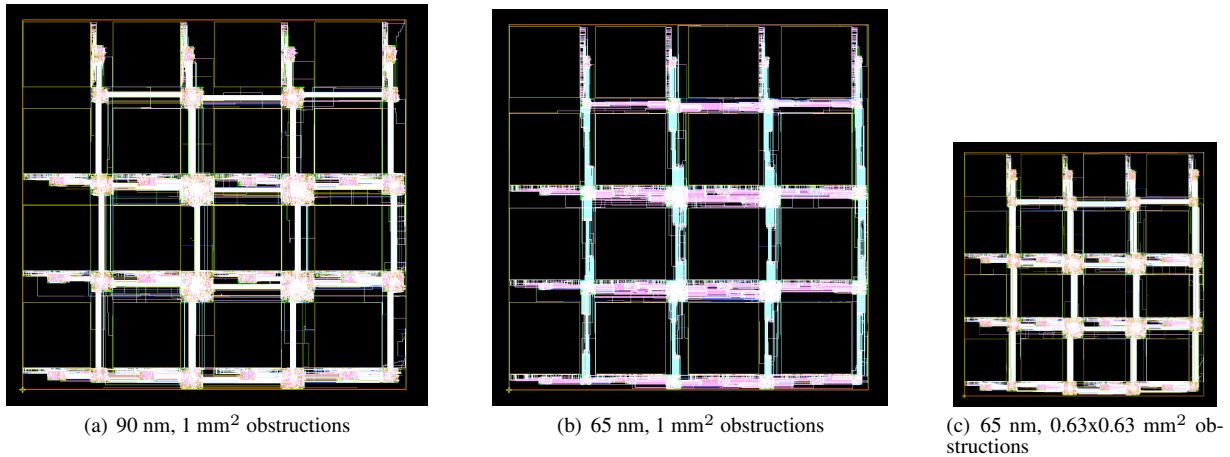 (a) 90 nm, 1 mm² obstructions
(b) 65 nm, 1 mm² obstructions
(c) 65 nm, 0.63x0.63 mm² ob-
structions